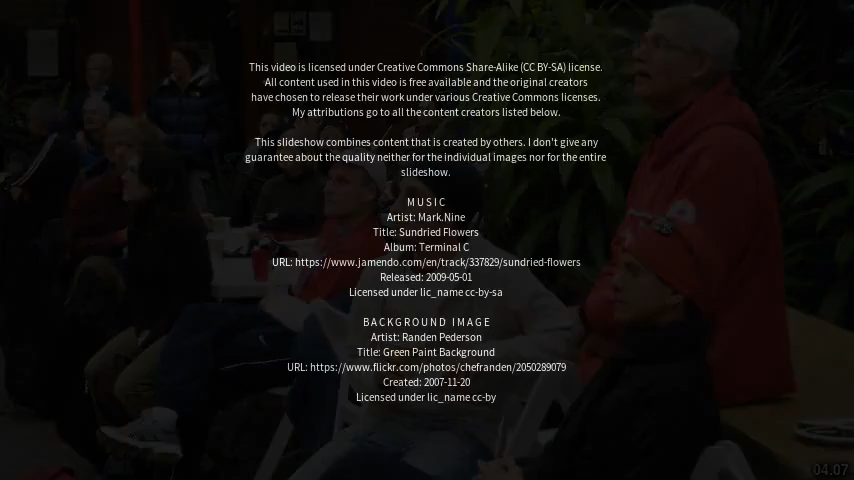 This video is licensed under Creative Commons Share-Alike (CC BY-SA) license.
All content used in this video is free available and the original creators
have chosen to release their work under various Creative Commons licenses.
My attributions go to all the content creators listed below.
This slideshow combines content that is created by others. I don't give any
guarantee about the quality neither for the individual images nor for the entire
slideshow.
MUSIC
Artist: Mark.Nine
Title: Sundried Flowers
Album: Terminal C
URL: https://www.jamendo.com/en/track/337829/sundried-flowers
Released: 2009-05-01
Licensed under lic_name cc-by-sa
BACKGROUND IMAGE
Artist: Randen Pederson
Title: Green Paint Background
URL: https://www.flickr.com/photos/chefranden/2050289079
Created: 2007-11-20
Licensed under lic_name cc-by
04.07